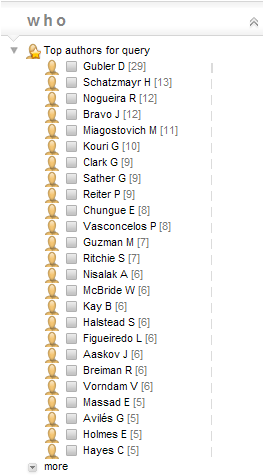 who
Top authors for query
Gubler D [29]
Schatzmayr H [13]
Nogueira R [12]
Bravo J [12]
Miagostovich M [11]
Kouri G [10]
Clark G [9]
Sather G [9]
Reiter P [9]
Chungue E [8]
Vasconcelos P [8]
Guzman M [7]
Ritchie S [7]
Nisalak A [6]
McBride W [6]
Kay B [6]
Halstead S [6]
Figueiredo L [6]
Aaskov J [6]
Breiman R [6]
Vorndam V [6]
Massad E [5]
Avilés G [5]
Holmes E [5]
Hayes C [5]
more